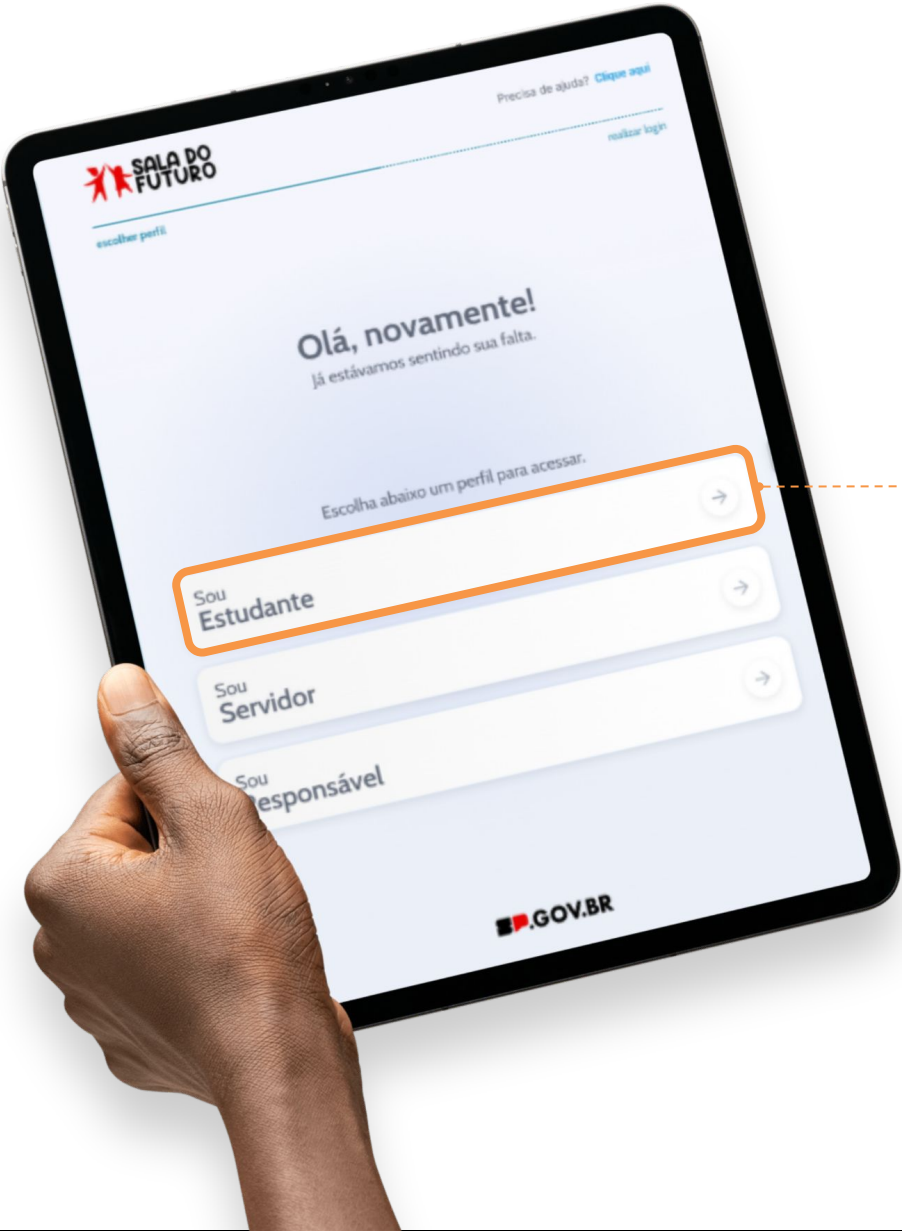 Precisa de ajuda? Clique aqui
SALA DO
FUTURO
realizar login
escolher perfil
Olá, novamente!
Já estávamos sentindo sua falta.
Escolha abaixo um perfil para acessar.
Sou
Estudante
Sou
Servidor
Sou
Responsável
SP.GOV.BR